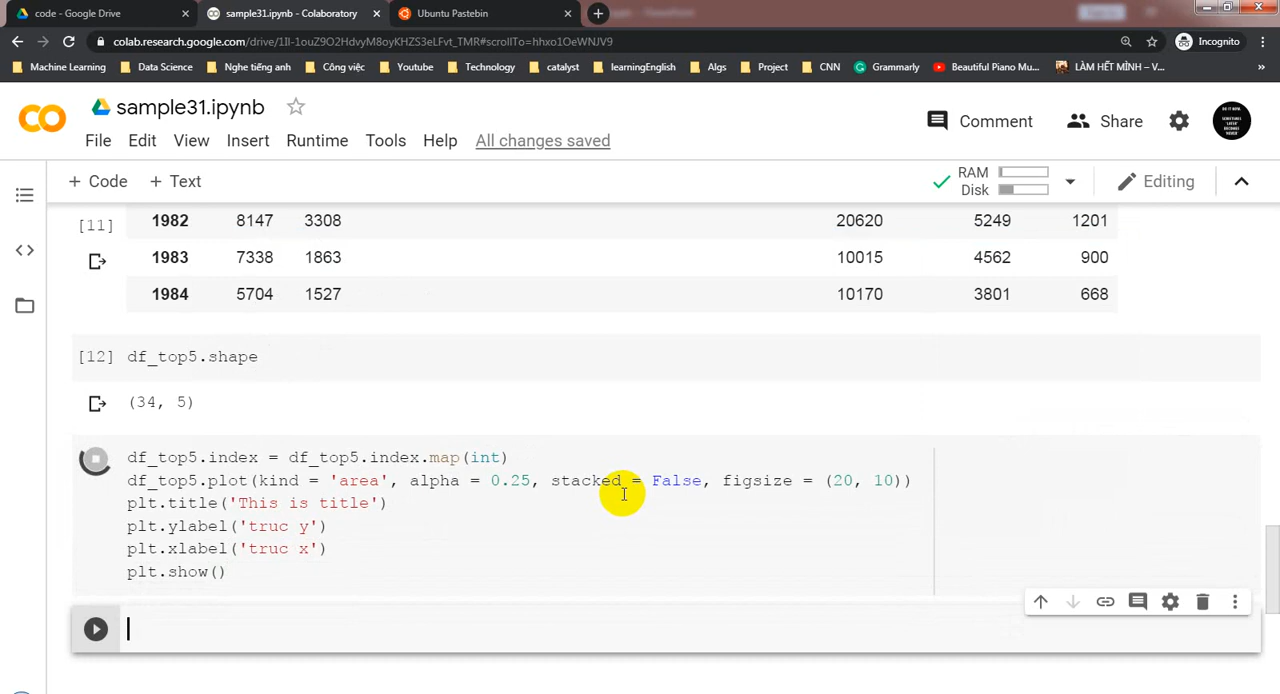 code - Google Drive
sample31.ipynb - Colaboratory
Ubuntu Pastebin
colab.research.google.com/drive/1Il-1ouZ9O2HdvyM8oyKHZS3eLFvt_TMR#scrollTo=hhxo1OeWNJV9
Incognito
Machine Learning
Data Science
Nghe tiếng anh
Công việc
Youtube
Technology
catalyst
learningEnglish
Algs
Project
CNN
Grammarly
Beautiful Piano Mu...
LÀM HẾT MÌNH – V...
»
CO
sample31.ipynb
Comment
Share
File Edit View Insert Runtime Tools Help All changes saved
+ Code + Text
RAM
Disk
Editing
[11]
1982 8147 3308 20620 5249 1201
1983 7338 1863 10015 4562 900
1984 5704 1527 10170 3801 668
[12] df_top5.shape
(34, 5)
df_top5.index = df_top5.index.map(int)
df_top5.plot(kind = 'area', alpha = 0.25, stacked = False, figsize = (20, 10))
plt.title('This is title')
plt.ylabel('truc y')
plt.xlabel('truc x')
plt.show()